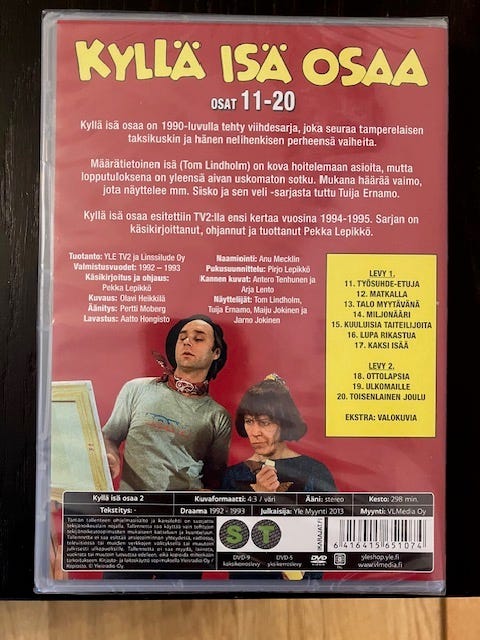 KYLLÄ ISÄ OSAA
OSAT 11-20
Kyllä isä osaa on 1990-luvulla tehty viihdesarja, joka seuraa tamperelaisen
taksikuskin ja hänen nelihenkisen perheensä vaiheita.
Määrätietoinen isä (Tom Lindholm) on kova hoitelemaan asioita, mutta
lopputuloksena on yleensä aivan uskomaton sotku. Mukana häärää vaimo,
jota näyttelee mm. Sisko ja sen veli -sarjasta tuttu Tuija Ernamo.
Kyllä isä osaa esitettiin TV2:lla ensi kertaa vuosina 1994-1995. Sarjan on
käsikirjoittanut, ohjannut ja tuottanut Pekka Lepikkö.
Tuotanto: YLE TV2 ja Linssilude Oy
Valmistusvuodet: 1992 – 1993
Käsikirjoitus ja ohjaus:
Pekka Lepikkö
Kuvaus: Olavi Heikkilä
Äänitys: Pertti Moberg
Lavastus: Aalto Hongisto
Naamiointi: Anu Mecklin
Pukusuunnittelu: Pirjo Lepikkö
Kannen kuvat: Antero Tenhunen ja
Arja Lento
Näyttelijät: Tom Lindholm,
Tuija Ernamo, Maiju Jokinen ja
Jarno Jokinen
LEVY 1.
11. TYÖSUHDE-ETUJA
12. MATKALLA
13. TALO MYYTÄVÄNÄ
14. MILJONÄÄRI
15. KUULUISIA TAITEILIJOITA
16. LUPA RIKASTUA
17. KAKSI ISÄÄ
LEVY 2.
18. OTTOLAPSIA
19. ULKOMAILLE
20. TOISENLAINEN JOULU
EKSTRA: VALOKUVIA
Kyllä isä osaa 2
Kuvaformaatti: 4:3 / väri
Ääni: stereo
Kesto: 298 min.
Tekstitys: -
Draama 1992 - 1993
Julkaisija: Yle Myynti 2013
Myynti: VLMedia Oy
S T
DVD-9
kaksikerroslevy
DVD-5
yksikerroslevy
DVD
6416415651074
yleshop.yle.fi
www.vlmedia.fi